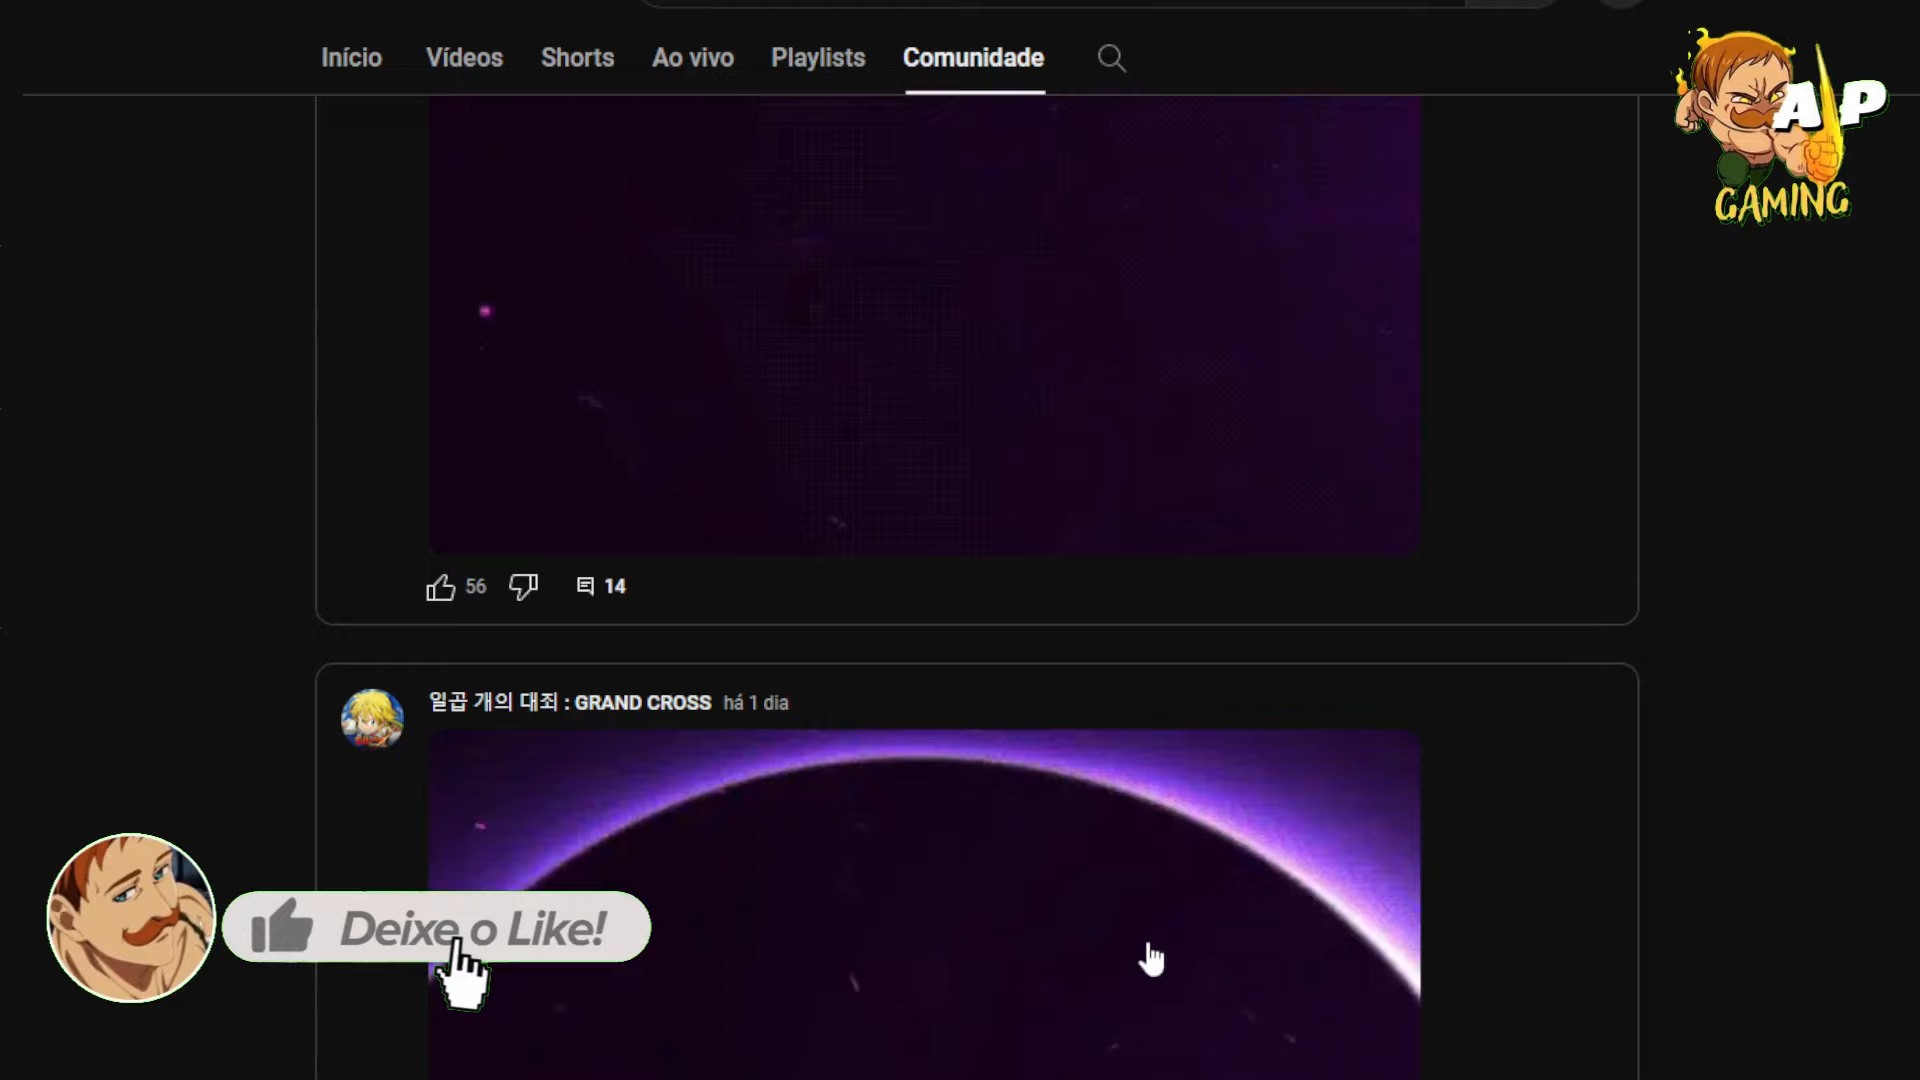 Início Vídeos Shorts Ao vivo Playlists Comunidade
A P
GAMING
56 14
일곱 개의 대죄 : GRAND CROSS há 1 dia
Deixe o Like!